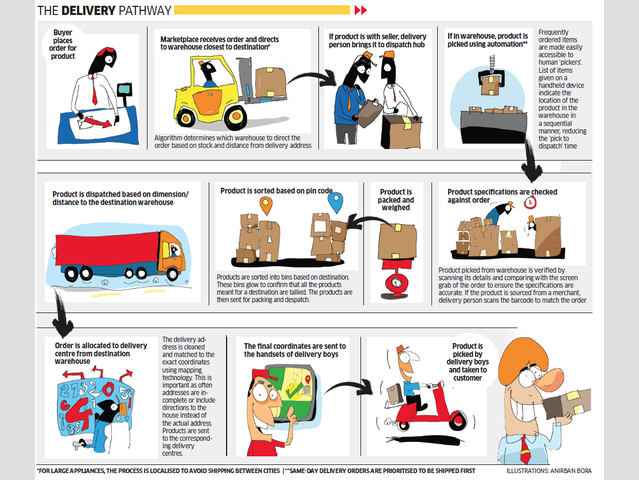 THE DELIVERY PATHWAY
Buyer
places
order for
product
Marketplace receives order and directs
to warehouse closest to destination*
Algorithm determines which warehouse to direct the
order based on stock and distance from delivery address
If product is with seller, delivery
person brings it to dispatch hub
If in warehouse, product is
picked using automation**
Frequently
ordered items
are made easily
accessible to
human 'pickers'.
List of items
given on a
handheld device
indicate the
location of the
product in the
warehouse in
a sequential
manner, reducing
the 'pick to
dispatch' time
Product is dispatched based on dimension/
distance to the destination warehouse
Product is sorted based on pin code
Products are sorted into bins based on destination.
These bins glow to confirm that all the products
meant for a destination are tallied. The products are
then sent for packing and despatch.
Product is
packed and
weighed
Product specifications are checked
against order
Product picked from warehouse is verified by
scanning its details and comparing with the screen
grab of the order to ensure the specifications are
accurate. If the product is sourced from a merchant,
delivery person scans the barcode to match the order
Order is allocated to delivery
centre from destination
warehouse
The delivery ad-
dress is cleaned
and matched to the
exact coordinates
using mapping
technology. This is
important as often
addresses are in-
complete or include
directions to the
house instead of
the actual address.
Products are sent
to the correspond-
ing delivery
centres.
The final coordinates are sent to
the handsets of delivery boys
Product is
picked by
delivery boys
and taken to
customer
*FOR LARGE APPLIANCES, THE PROCESS IS LOCALISED TO AVOID SHIPPING BETWEEN CITIES | **SAME-DAY DELIVERY ORDERS ARE PRIORITISED TO BE SHIPPED FIRST
ILLUSTRATIONS: ANIRBAN BORA